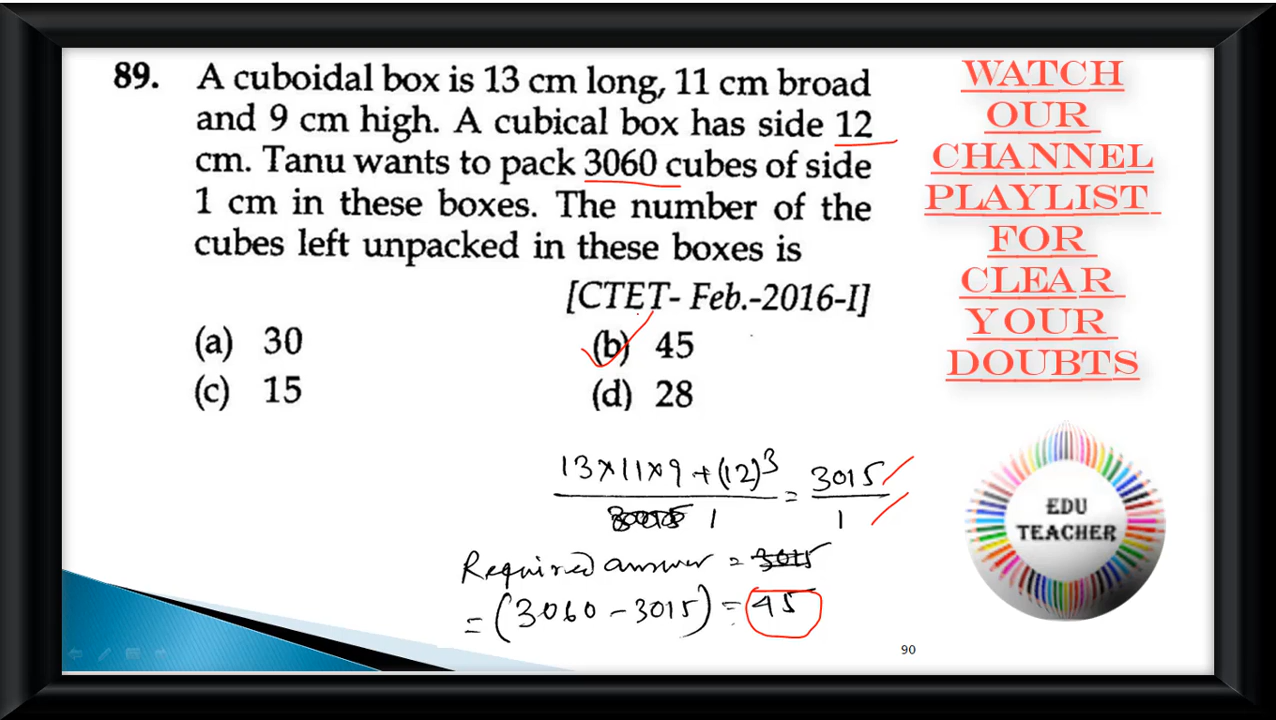 89. A cuboidal box is 13 cm long, 11 cm broad
and 9 cm high. A cubical box has side 12
cm. Tanu wants to pack 3060 cubes of side
1 cm in these boxes. The number of the
cubes left unpacked in these boxes is
[CTET- Feb.-2016-I]
(a) 30 (b) 45
(c) 15 (d) 28
13×11×9+(12)³ = 3015
1 1
Required answer = 3015
= (3060 - 3015) = 45
90
WATCH
OUR
CHANNEL
PLAYLIST
FOR
CLEAR
YOUR
DOUBTS
EDU
TEACHER